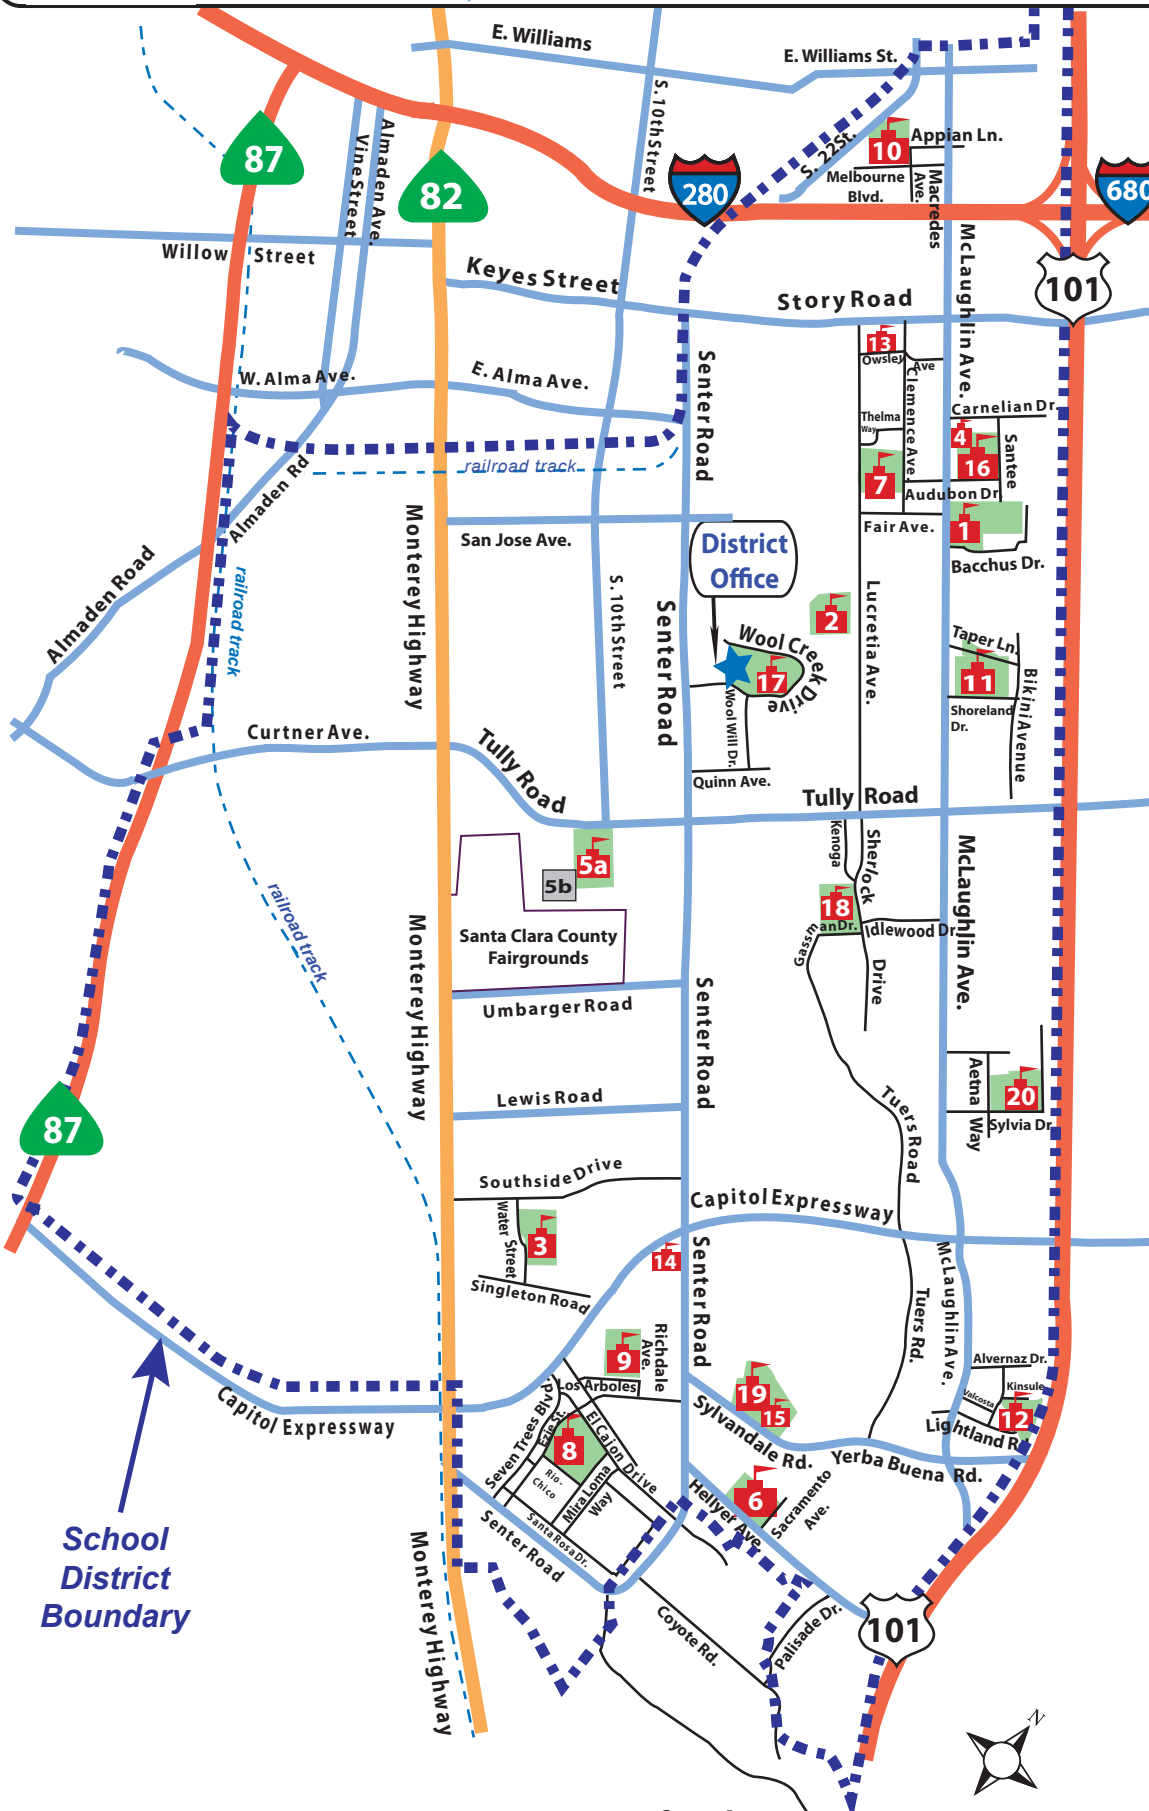 E. Williams
E. Williams St.
S. 10th Street
87
Vine Street
Almaden Ave.
82
280
S. 22St.
10
Appian Ln.
Melbourne
Blvd.
Macredes
Ave.
680
Willow Street
Keyes Street
Story Road
McLaughlin Ave.
101
13
Owsley Ave
W. Alma Ave.
E. Alma Ave.
Senter Road
Clemence Ave.
Thelma
Way
Carnelian Dr.
4
16
Santee
7
Audubon Dr.
railroad track
Almaden Rd
Fair Ave.
1
Bacchus Dr.
San Jose Ave.
District
Office
Monterey Highway
Almaden Road
railroad track
S. 10th Street
Senter Road
2
Lucretia Ave.
Wool Creek Drive
17
Wool Will Dr.
Taper Ln.
11
Shoreland
Dr.
Bikini Avenue
Curtner Ave.
Tully Road
Quinn Ave.
Tully Road
Kenoga
Sherlock
Drive
5a
5b
18
Gassman Dr.
Idlewood Dr.
McLaughlin Ave.
railroad track
Santa Clara County
Fairgrounds
Monterey Highway
Umbarger Road
Senter Road
Lewis Road
Aetna
Way
20
Sylvia Dr
Tuers Road
87
Southside Drive
Water Street
3
Capitol Expressway
14
Singleton Road
Senter Road
McLaughlin Ave.
Tuers Rd.
9
Richdale
Ave.
Los Arboles
Alvernaz Dr.
Kinsule
Valcosta
12
Lightland R
19
15
Capitol Expressway
Seven Trees Blvd.
Ezie St.
8
El Cajon Drive
Sylvandale Rd.
Yerba Buena Rd.
Rio-
Chico
Mira Loma
Way
6
Hellyer Ave.
Sacramento
Ave.
Santa Rosa Dr.
Senter Road
School
District
Boundary
Monterey Highway
Coyote Rd.
Palisade Dr.
101
N